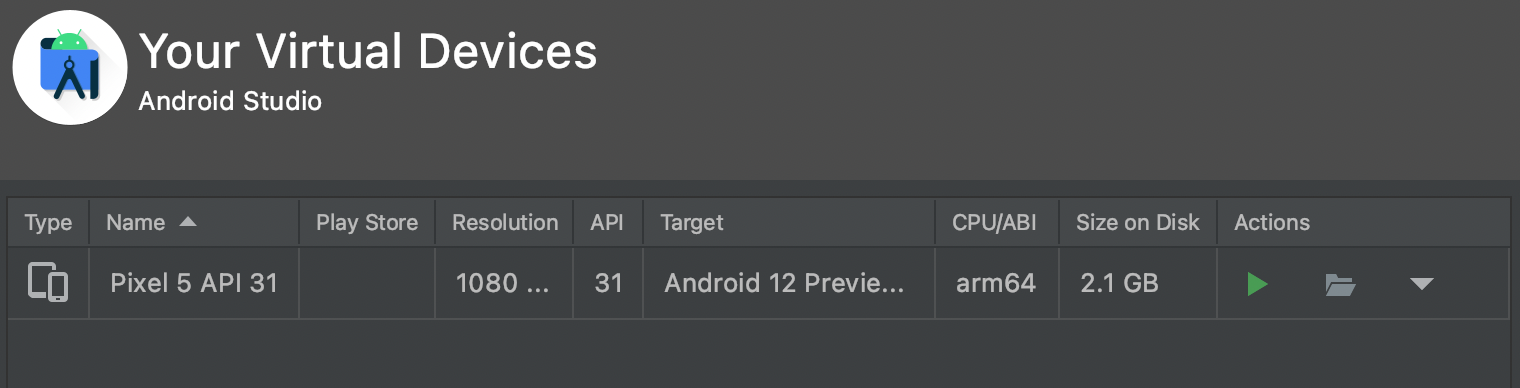 Your Virtual Devices
Android Studio
Type Name Play Store Resolution API Target CPU/ABI Size on Disk Actions
Pixel 5 API 31 1080 ... 31 Android 12 Previe... arm64 2.1 GB